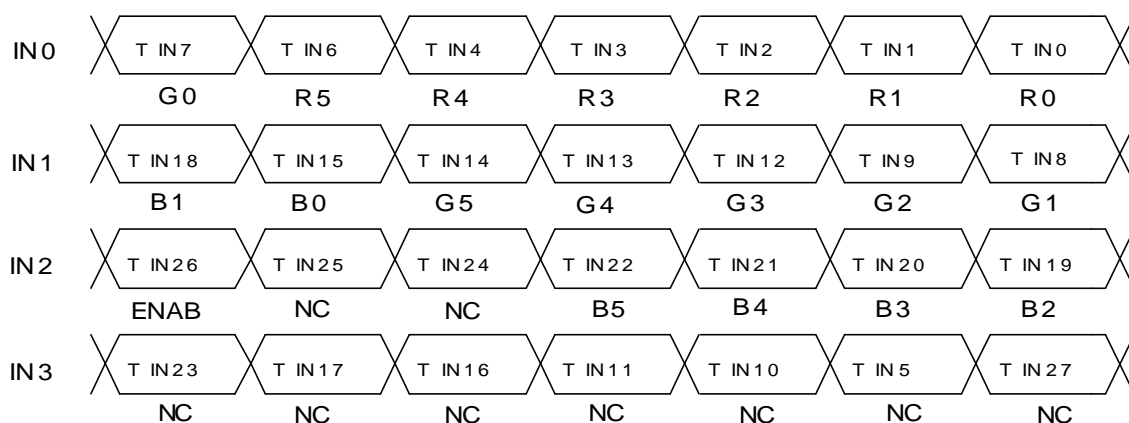 IN0 T IN7 T IN6 T IN4 T IN3 T IN2 T IN1 T IN0
G0 R5 R4 R3 R2 R1 R0
IN1 T IN18 T IN15 T IN14 T IN13 T IN12 T IN9 T IN8
B1 B0 G5 G4 G3 G2 G1
IN2 T IN26 T IN25 T IN24 T IN22 T IN21 T IN20 T IN19
ENAB NC NC B5 B4 B3 B2
IN3 T IN23 T IN17 T IN16 T IN11 T IN10 T IN5 T IN27
NC NC NC NC NC NC NC